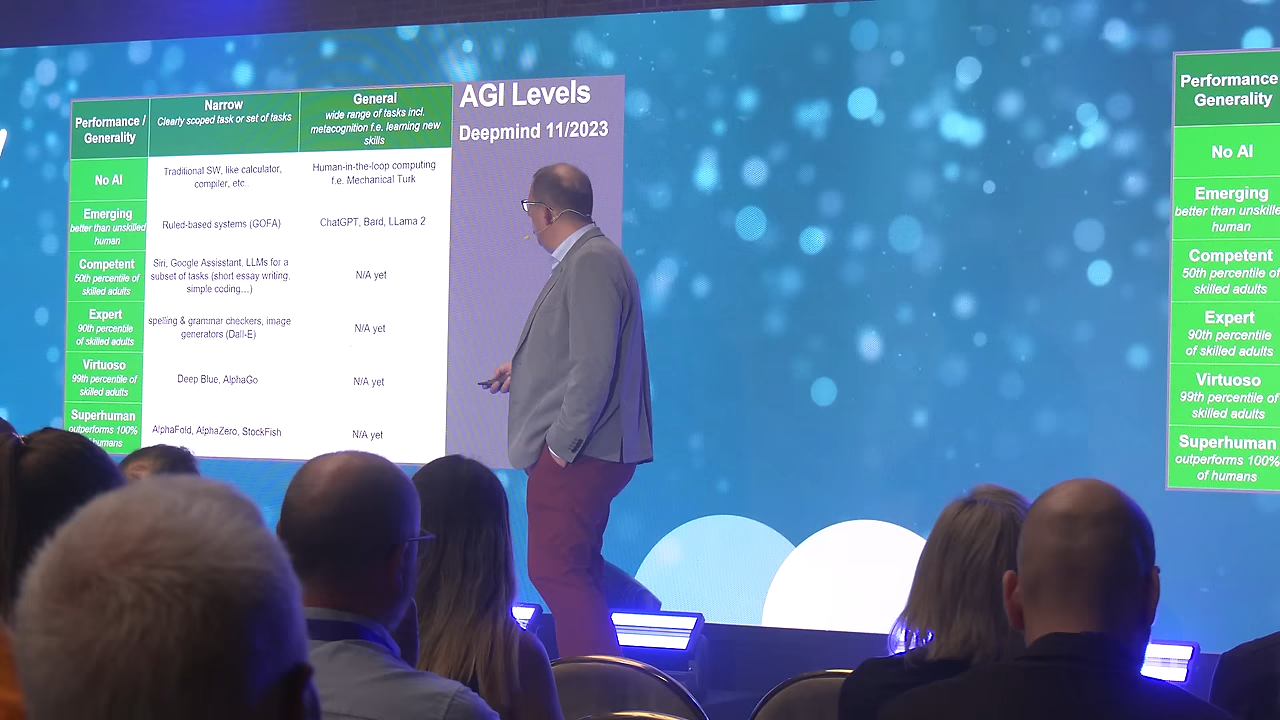 AGI Levels
Deepmind 11/2023
Performance /
Generality
Narrow
Clearly scoped task or set of tasks
General
wide range of tasks incl.
metacognition f.e. learning new
skills
No AI
Traditional SW, like calculator,
compiler, etc..
Human-in-the-loop computing
f.e. Mechanical Turk
Emerging
better than unskilled
human
Ruled-based systems (GOFA)
ChatGPT, Bard, LLama 2
Competent
50th percentile of
skilled adults
Siri, Google Assistant, LLMs for a
subset of tasks (short essay writing,
simple coding...)
N/A yet
Expert
90th percentile
of skilled adults
spelling & grammar checkers, image
generators (Dall-E)
N/A yet
Virtuoso
99th percentile of
skilled adults
Deep Blue, AlphaGo
N/A yet
Superhuman
outperforms 100%
humans
AlphaFold, AlphaZero, StockFish
N/A yet
Performance
Generality
No AI
Emerging
better than unskille
human
Competent
50th percentile of
skilled adults
Expert
90th percentile
of skilled adults
Virtuoso
99th percentile of
skilled adults
Superhuman
outperforms 100%
of humans